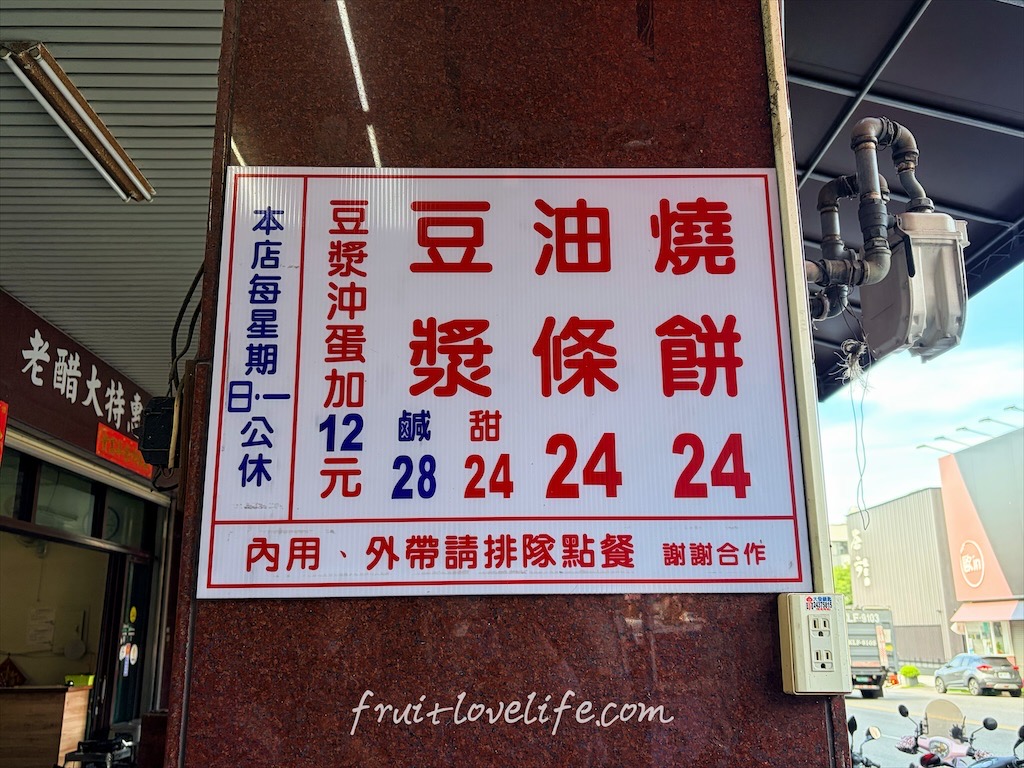 燒餅
24
油條
24
豆漿
甜 24
鹹 28
豆漿沖蛋加12元
本店每星期日.一公休
內用、外帶請排隊點餐 謝謝合作
老醋大特惠
fruitlovelife.com